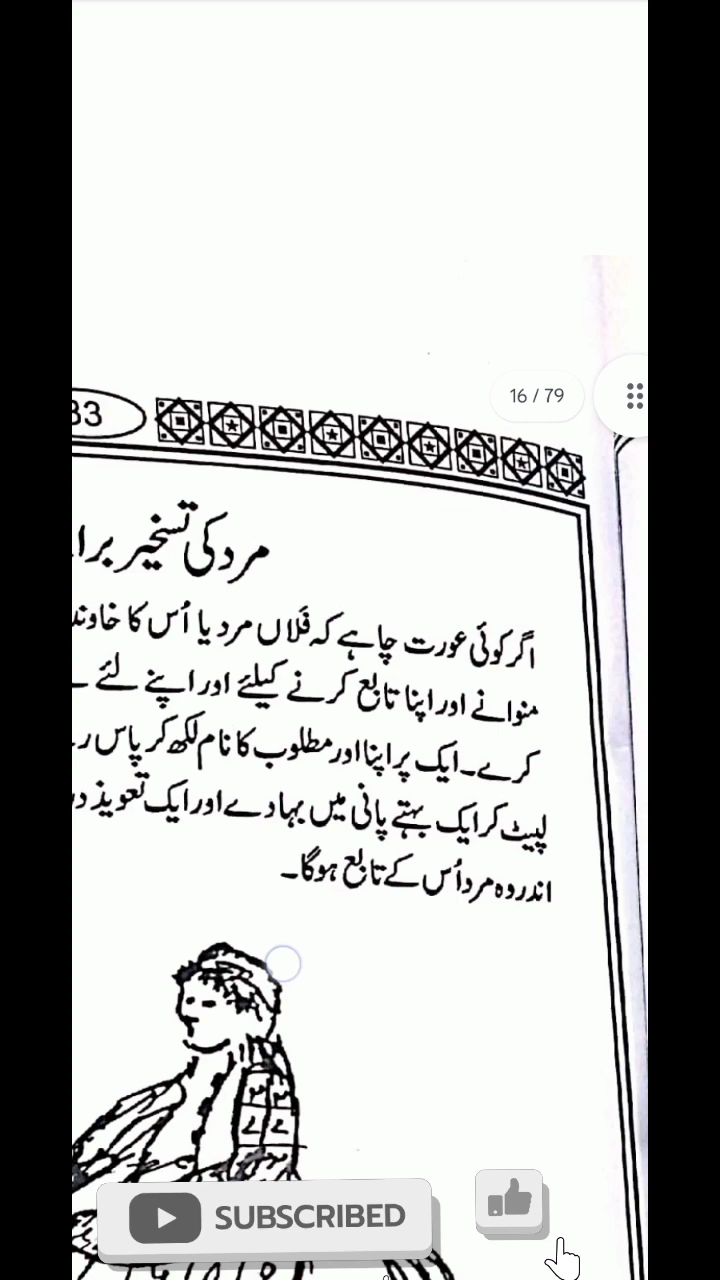 16 / 79
33
مرد کی تسخیر برا
اگر کوئی عورت چاہے کہ فلاں مرد یا اُس کا خاوند
منوانے اور اپنا تابع کرنے کیلئے اور اپنے لئے
کرے۔ ایک پر اپنا اور مطلوب کا نام لکھ کر پاس ر
لپیٹ کر ایک بہتے پانی میں بہا دے اور ایک تعویذ د
اندر وہ مرد اُس کے تابع ہوگا۔
SUBSCRIBED